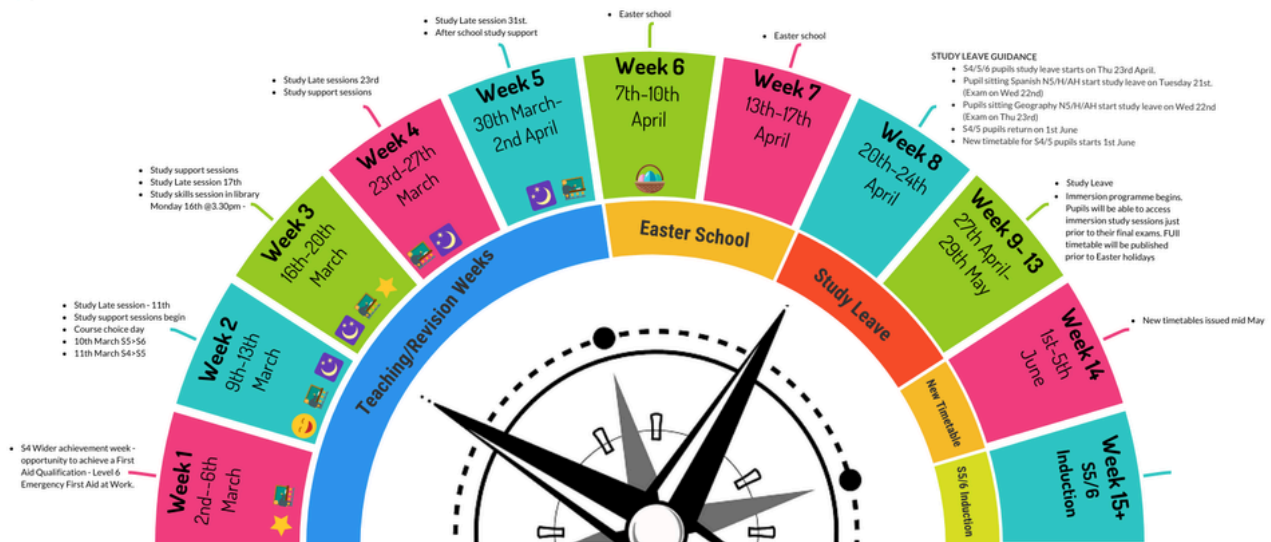 • S4 Wider achievement week -
opportunity to achieve a First
Aid Qualification - Level 6
Emergency First Aid at Work.
Week 1
2nd--6th
March
• Study Late session - 11th
• Study support sessions begin
• Course choice day
• 10th March S5>S6
• 11th March S4>S5
Week 2
9th-13th
March
• Study support sessions
• Study Late session 17th
• Study skills session in library
Monday 16th @3.30pm -
Week 3
16th-20th
March
• Study Late sessions 23rd
• Study support sessions
Week 4
23rd-27th
March
• Study Late session 31st.
• After school study support
Week 5
30th March-
2nd April
• Easter school
Week 6
7th-10th
April
• Easter school
Week 7
13th-17th
April
STUDY LEAVE GUIDANCE
• S4/5/6 pupils study leave starts on Thu 23rd April.
• Pupil sitting Spanish N5/H/AH start study leave on Tuesday 21st.
(Exam on Wed 22nd)
• Pupils sitting Geography N5/H/AH start study leave on Wed 22nd
(Exam on Thu 23rd)
• S4/5 pupils return on 1st June
• New timetable for S4/5 pupils starts 1st June
Week 8
20th-24th
April
• Study Leave
• Immersion programme begins.
Pupils will be able to access
immersion study sessions just
prior to their final exams. FUll
timetable will be published
prior to Easter holidays
Week 9- 13
27th April-
29th May
• New timetables issued mid May
Week 14
1st-5th
June
Week 15+
S5/6
Induction
Teaching/Revision Weeks
Easter School
Study Leave
New Timetable
S5/6 Induction